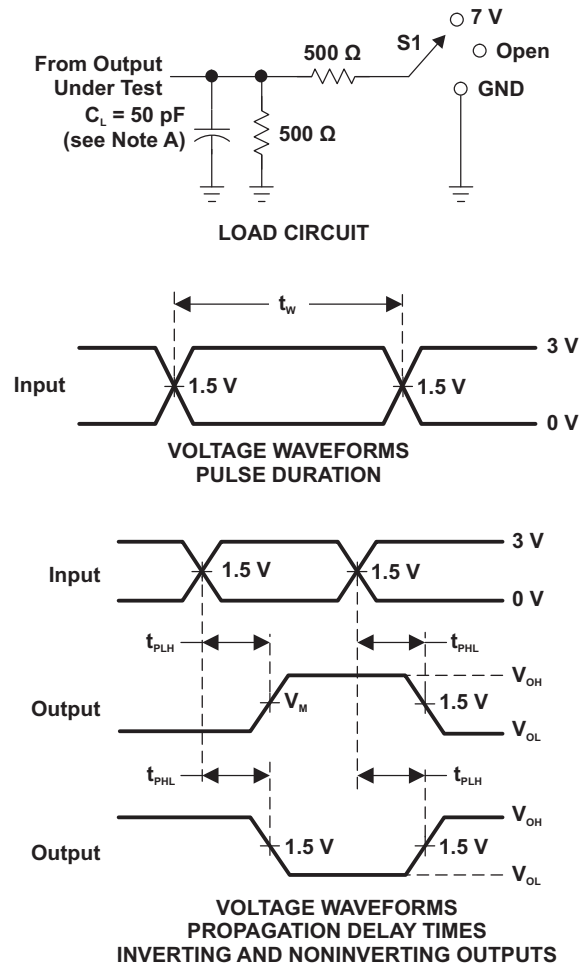 7 V
S1
Open
500 Ω
GND
From Output
Under Test
C_L = 50 pF
(see Note A)
500 Ω
LOAD CIRCUIT
t_w
3 V
Input
1.5 V
1.5 V
0 V
VOLTAGE WAVEFORMS
PULSE DURATION
3 V
Input
1.5 V
1.5 V
0 V
t_PLH
t_PHL
V_OH
Output
V_M
1.5 V
V_OL
t_PHL
t_PLH
V_OH
Output
1.5 V
1.5 V
V_OL
VOLTAGE WAVEFORMS
PROPAGATION DELAY TIMES
INVERTING AND NONINVERTING OUTPUTS